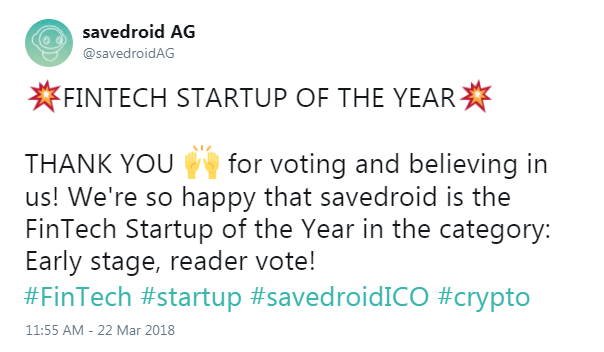 savedroid AG
@savedroidAG
💥FINTECH STARTUP OF THE YEAR💥
THANK YOU 🙌 for voting and believing in
us! We're so happy that savedroid is the
FinTech Startup of the Year in the category:
Early stage, reader vote!
#FinTech #startup #savedroidICO #crypto
11:55 AM - 22 Mar 2018